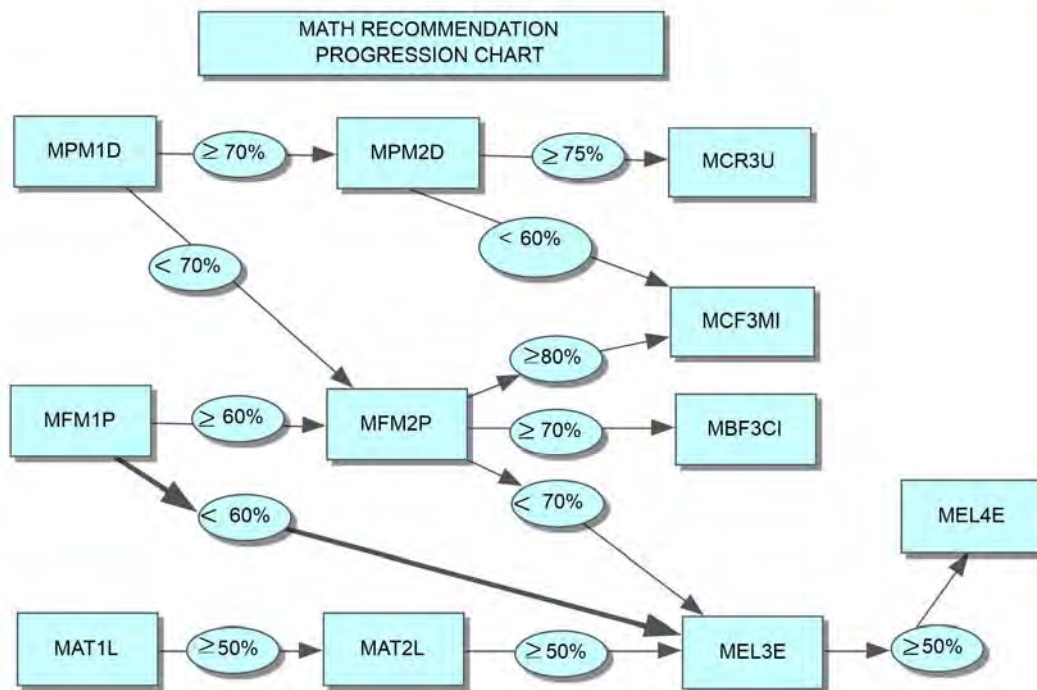 MATH RECOMMENDATION
PROGRESSION CHART
MPM1D
≥ 70%
MPM2D
≥ 75%
MCR3U
< 60%
< 70%
MCF3MI
≥80%
MFM1P
≥ 60%
MFM2P
≥ 70%
MBF3CI
< 60%
< 70%
MEL4E
MAT1L
≥50%
MAT2L
≥50%
MEL3E
≥50%